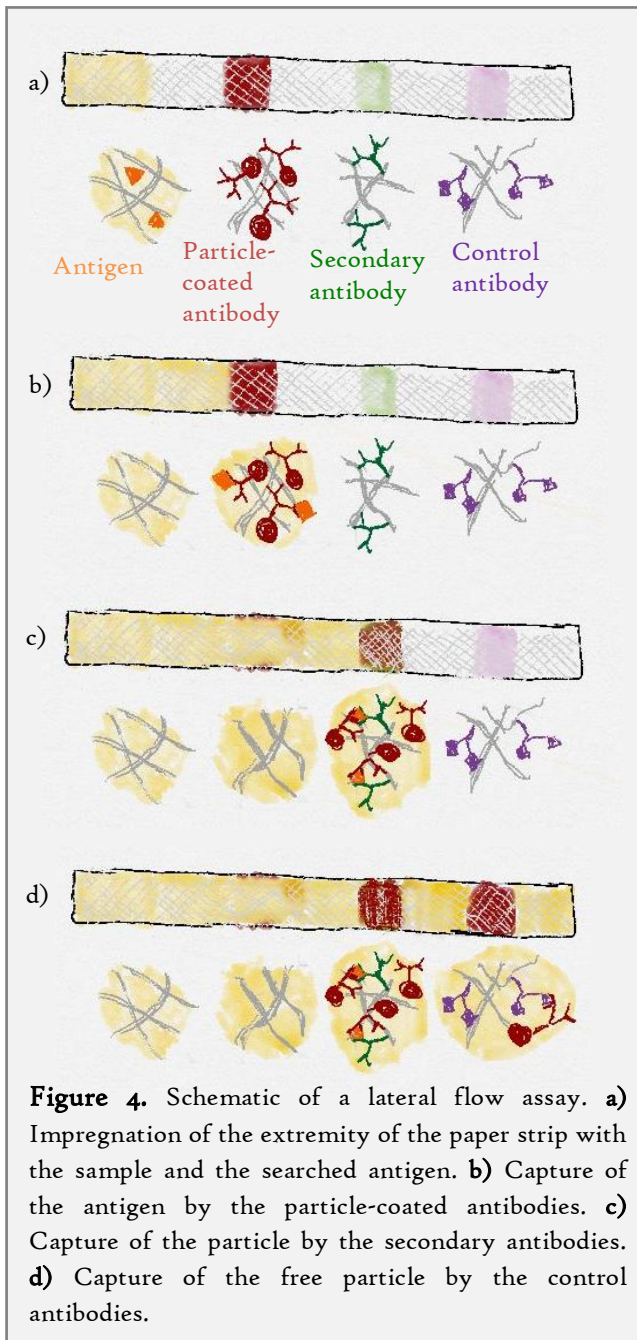 a)
Antigen
Particle-
coated
antibody
Secondary
antibody
Control
antibody
b)
c)
d)
Figure 4. Schematic of a lateral flow assay. a)
Impregnation of the extremity of the paper strip with
the sample and the searched antigen. b) Capture of
the antigen by the particle-coated antibodies. c)
Capture of the particle by the secondary antibodies.
d) Capture of the free particle by the control
antibodies.